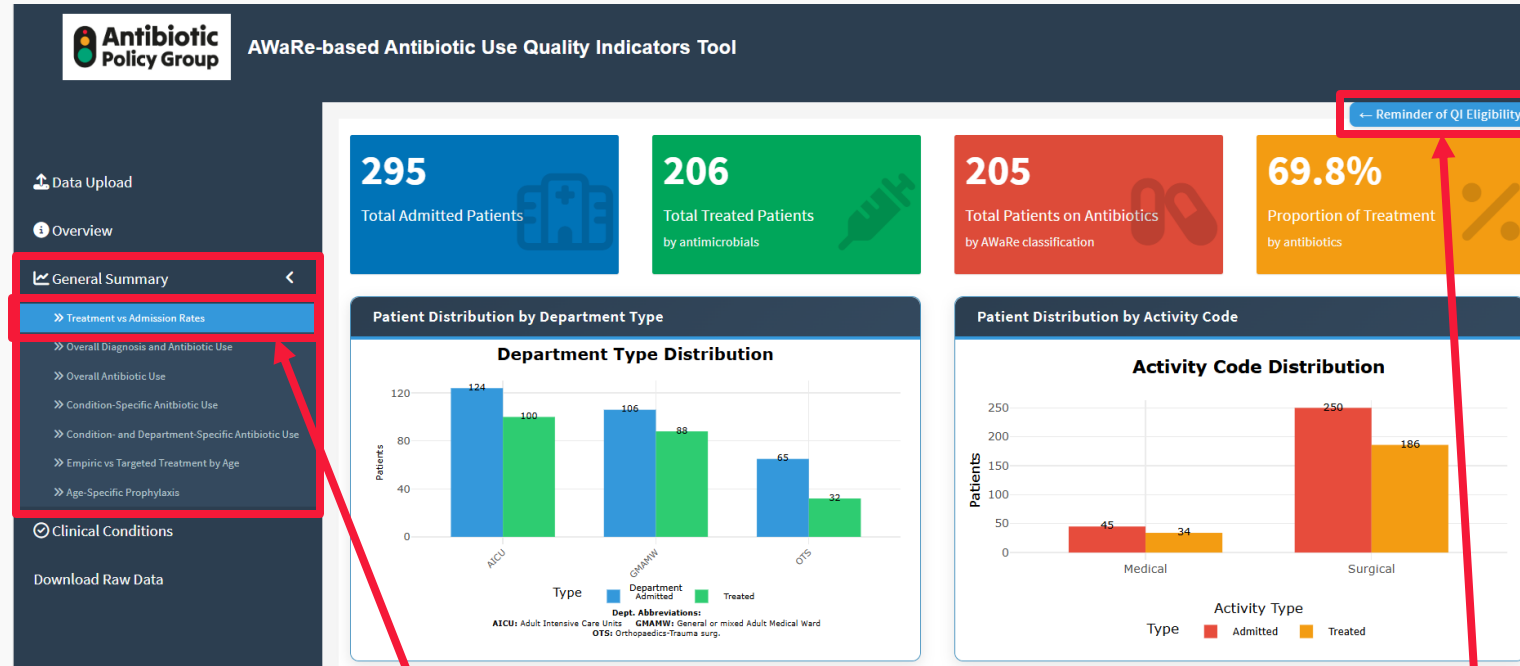 Antibiotic
Policy Group
AWaRe-based Antibiotic Use Quality Indicators Tool
← Reminder of QI Eligibility
Data Upload
Overview
General Summary
» Treatment vs Admission Rates
» Overall Diagnosis and Antibiotic Use
» Overall Antibiotic Use
» Condition-Specific Anitbiotic Use
» Condition- and Department-Specific Antibiotic Use
» Empiric vs Targeted Treatment by Age
» Age-Specific Prophylaxis
Clinical Conditions
Download Raw Data
295
Total Admitted Patients
206
Total Treated Patients
by antimicrobials
205
Total Patients on Antibiotics
by AWaRe classification
69.8%
Proportion of Treatment
by antibiotics
Patient Distribution by Department Type
Department Type Distribution
Patients
120
80
40
0
124
100
106
88
65
32
AICU
GMAMW
OTS
Department
Type Admitted Treated
Dept. Abbreviations:
AICU: Adult Intensive Care Units GMAMW: General or mixed Adult Medical Ward
OTS: Orthopaedics-Trauma surg.
Patient Distribution by Activity Code
Activity Code Distribution
Patients
250
200
150
100
50
0
45
34
250
186
Medical
Surgical
Activity Type
Type Admitted Treated